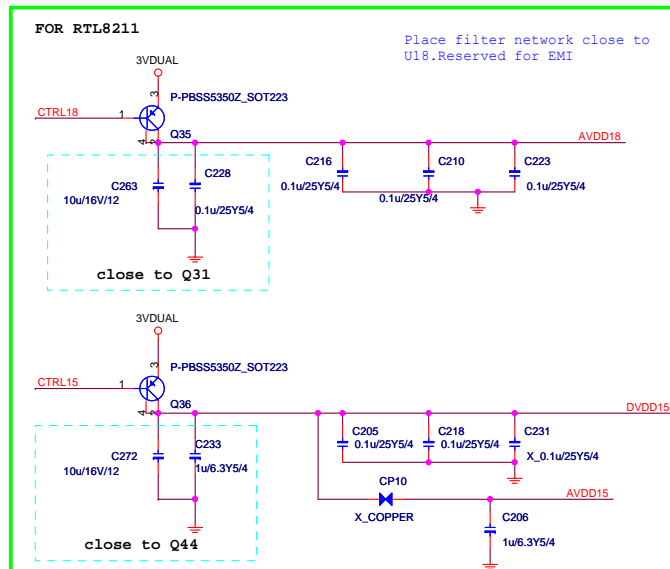 FOR RTL8211
Place filter network close to
U18.Reserved for EMI
3VDUAL
3
P-PBSS5350Z_SOT223
CTRL18
1
Q35
4 2
AVDD18
C263
10u/16V/12
C228
0.1u/25Y5/4
C216
0.1u/25Y5/4
C210
0.1u/25Y5/4
C223
0.1u/25Y5/4
close to Q31
3VDUAL
3
P-PBSS5350Z_SOT223
CTRL15
1
Q36
4 2
DVDD15
C272
10u/16V/12
C233
1u/6.3Y5/4
C205
0.1u/25Y5/4
C218
0.1u/25Y5/4
C231
X_0.1u/25Y5/4
CP10
X_COPPER
AVDD15
C206
1u/6.3Y5/4
close to Q44